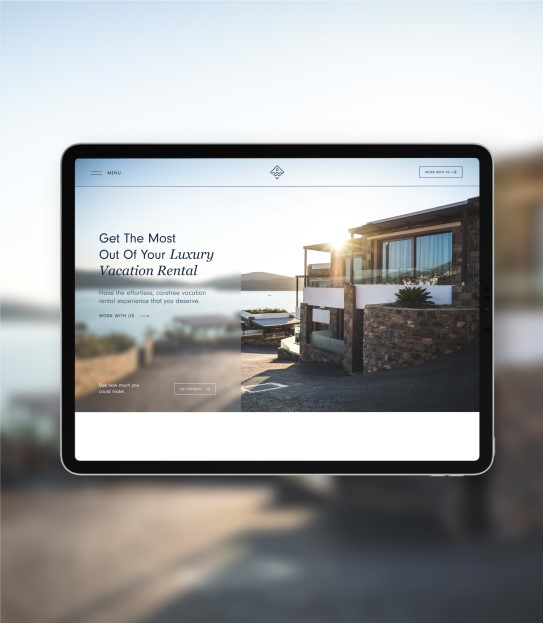 MENU
WORK WITH US
Get The Most
Out Of Your Luxury
Vacation Rental
Have the effortless, carefree vacation
rental experience that you deserve.
WORK WITH US
See how much you
could make.